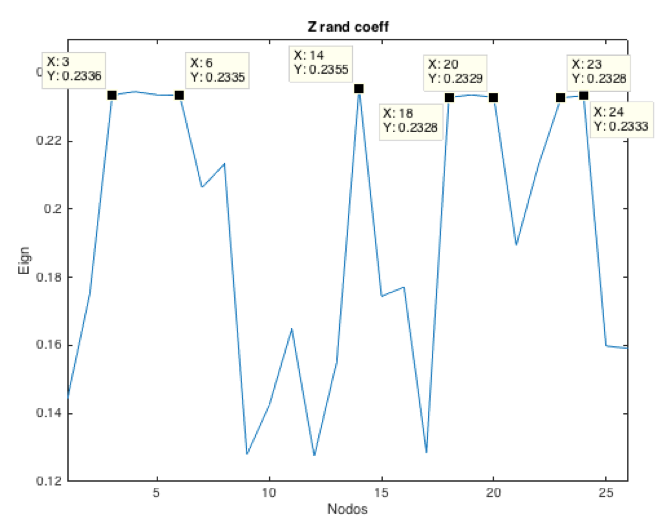 Z rand coeff
X: 3
Y: 0.2336
X: 6
Y: 0.2335
X: 14
Y: 0.2355
X: 18
Y: 0.2328
X: 20
Y: 0.2329
X: 23
Y: 0.2328
X: 24
Y: 0.2333
0.22
0.2
0.18
0.16
0.14
0.12
Eign
5
10
15
20
25
Nodos